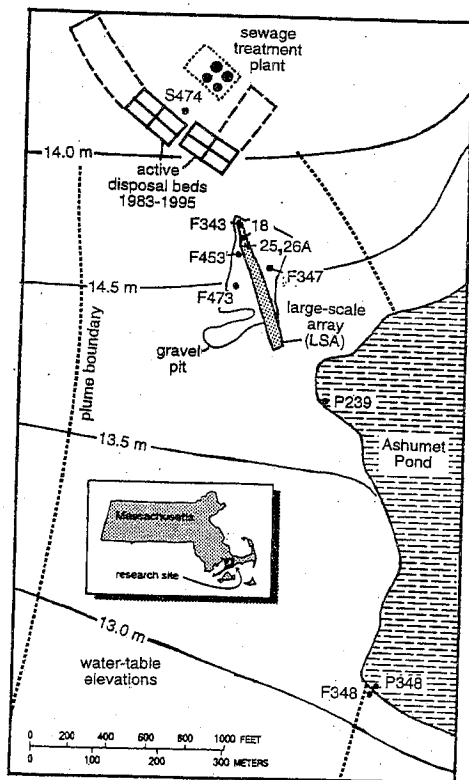 sewage
treatment
plant
S474
14.0 m
active
disposal beds
1983-1995
F343
18
25, 26A
F453
F347
14.5 m
F473
large-scale
array
(LSA)
gravel
pit
plume boundary
P239
Ashumet
Pond
13.5 m
Massachusetts
research site
13.0 m
water-table
elevations
F348
P348
0 200 400 600 800 1000 FEET
0 100 200 300 METERS